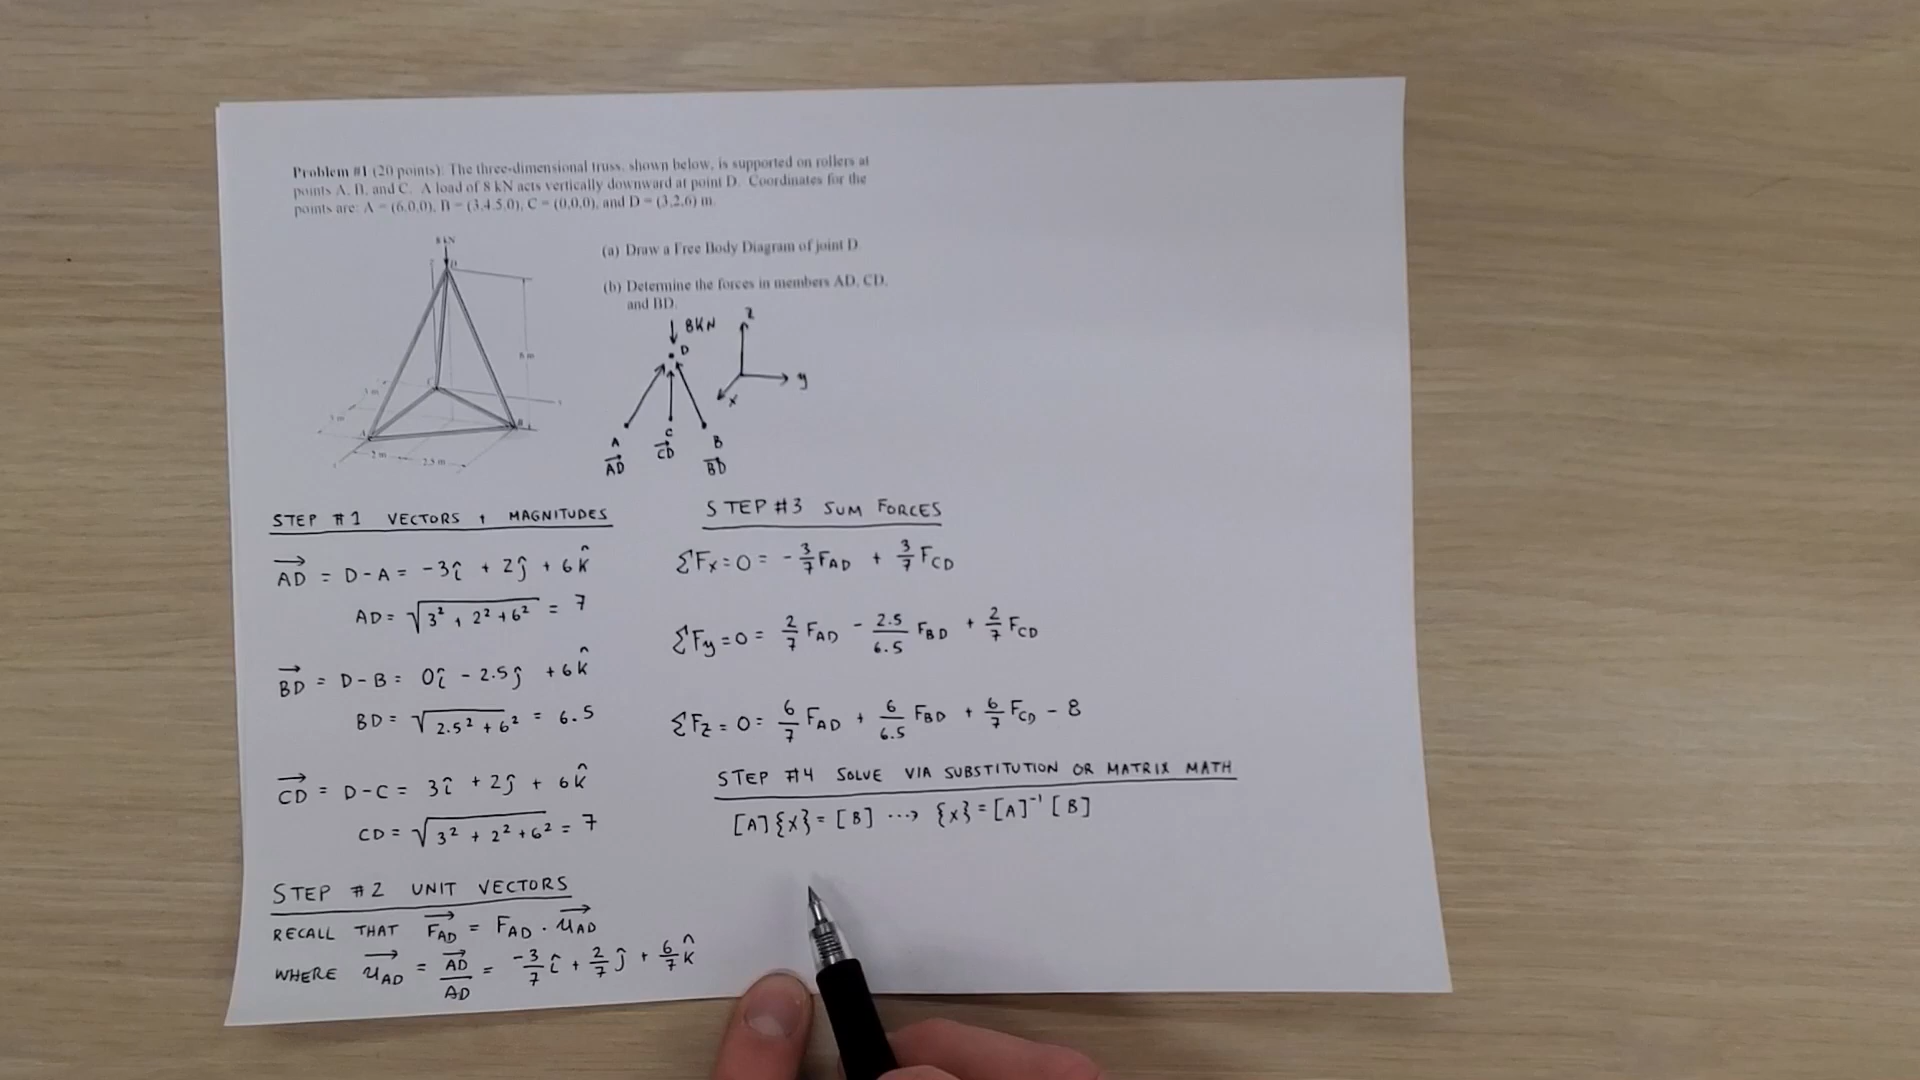 Problem #1 (20 points). The three-dimensional truss, shown below, is supported on rollers at
points A, B, and C. A load of 8 kN acts vertically downward at point D. Coordinates for the
points are: A = (6,0,0), B = (3,4.5,0), C = (0,0,0), and D = (3,2,6) m.
8 kN
D
C
A
B
6 m
3 m
3 m
2 m
2.5 m
(a) Draw a Free Body Diagram of joint D.
(b) Determine the forces in members AD, CD,
and BD.
↓ 8KN
D
A
C
B
→AD
→CD
→BD
z
y
x
STEP #1 VECTORS + MAGNITUDES
→AD = D-A = -3î + 2ĵ + 6k̂
AD = √(3² + 2² + 6²) = 7
→BD = D-B = 0î - 2.5ĵ + 6k̂
BD = √(2.5² + 6²) = 6.5
→CD = D-C = 3î + 2ĵ + 6k̂
CD = √(3² + 2² + 6²) = 7
STEP #2 UNIT VECTORS
RECALL THAT →F_AD = F_AD · →u_AD
WHERE →u_AD = →AD/AD = -3/7 î + 2/7 ĵ + 6/7 k̂
STEP #3 SUM FORCES
ΣFx = 0 = -3/7 F_AD + 3/7 F_CD
ΣFy = 0 = 2/7 F_AD - 2.5/6.5 F_BD + 2/7 F_CD
ΣFz = 0 = 6/7 F_AD + 6/6.5 F_BD + 6/7 F_CD - 8
STEP #4 SOLVE VIA SUBSTITUTION OR MATRIX MATH
[A]{x} = [B] ⋯→ {x} = [A]⁻¹ [B]